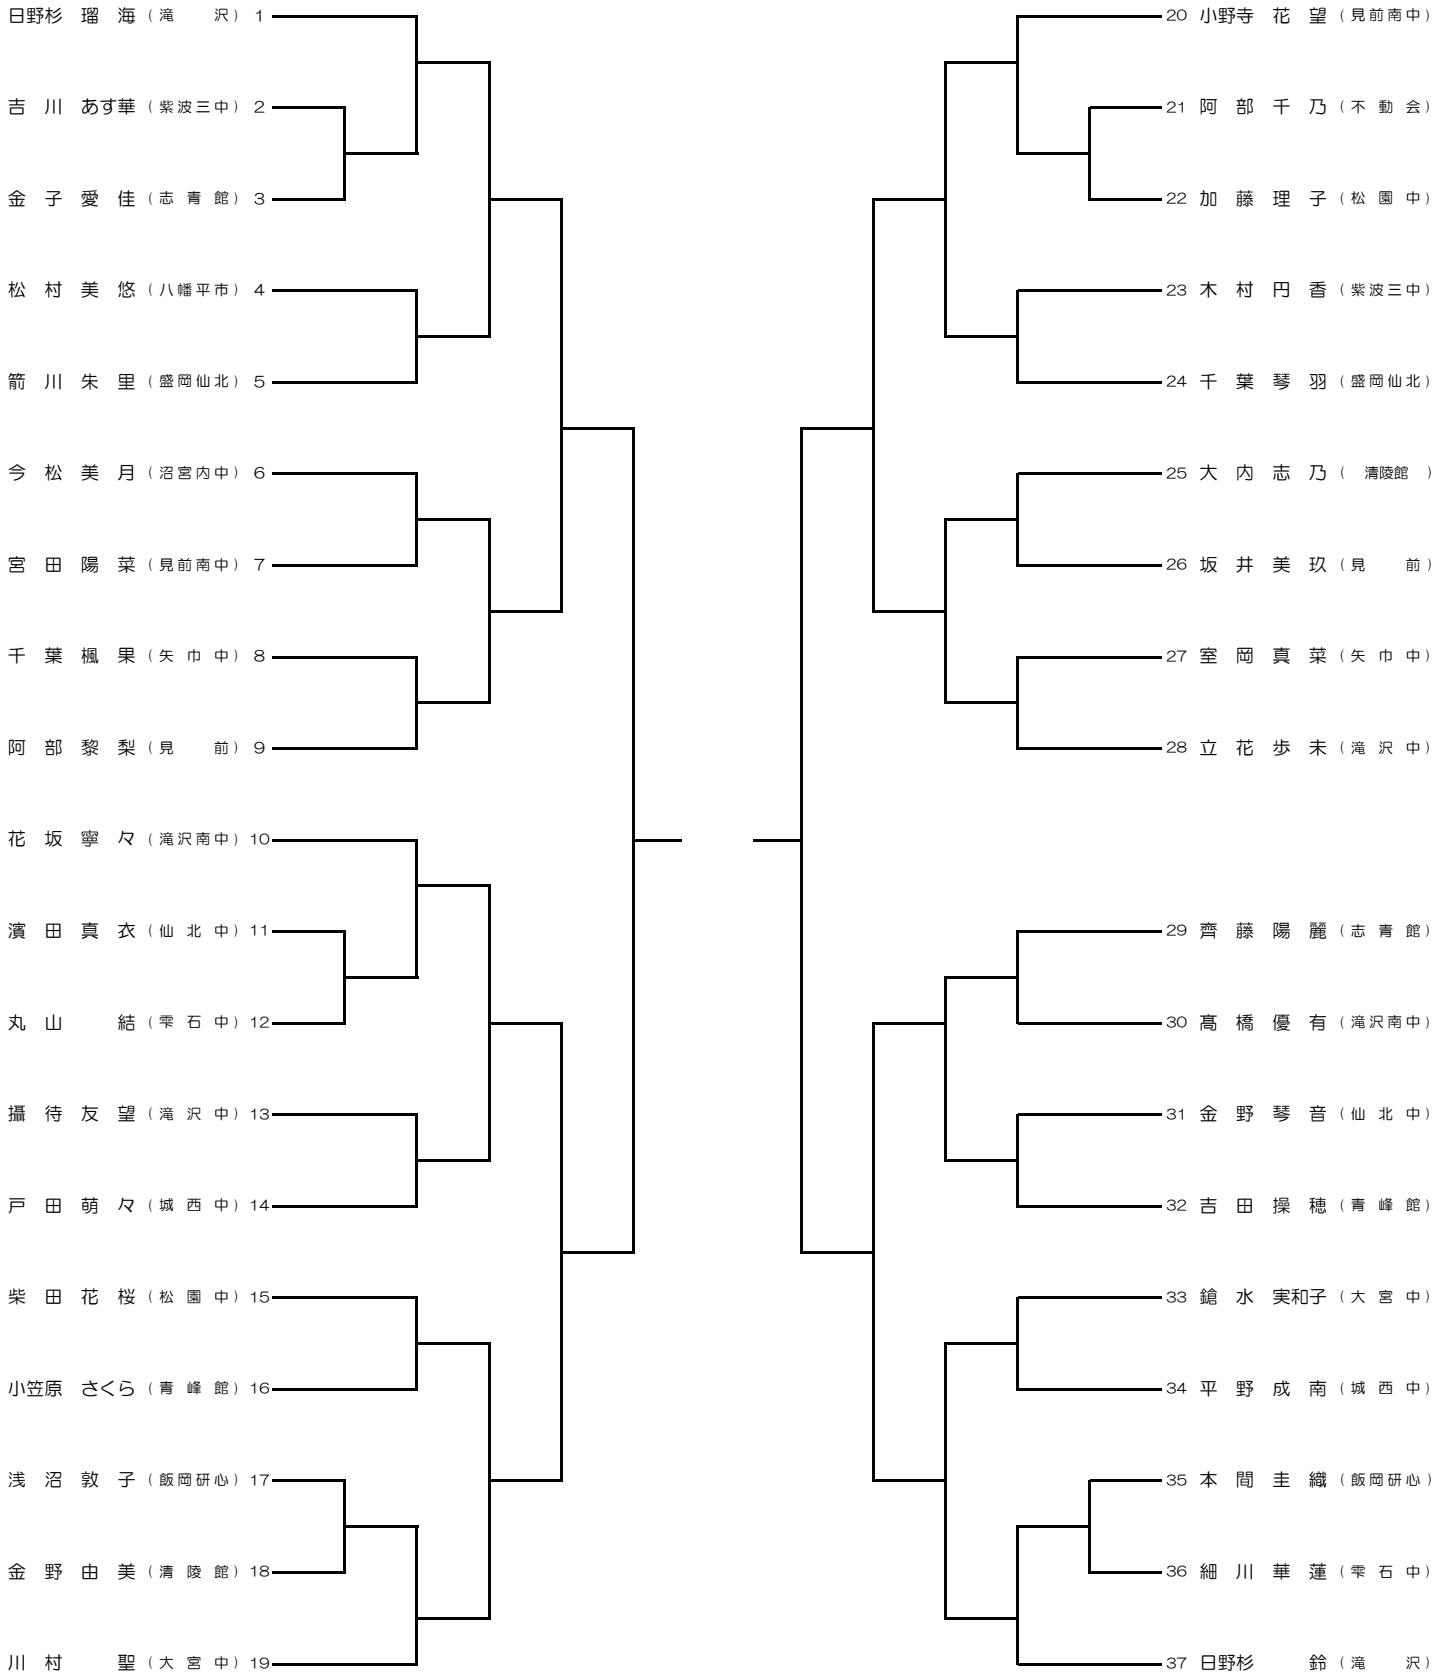 日野杉 瑠 海 (滝 沢) 1
吉 川 あす華 (紫波三中) 2
金 子 愛 佳 (志 青 館) 3
松 村 美 悠 (八幡平市) 4
箭 川 朱 里 (盛岡仙北) 5
今 松 美 月 (沼宮内中) 6
宮 田 陽 菜 (見前南中) 7
千 葉 楓 果 (矢 巾 中) 8
阿 部 黎 梨 (見 前) 9
花 坂 寧 々 (滝沢南中) 10
濱 田 真 衣 (仙 北 中) 11
丸 山 結 (雫 石 中) 12
攝 待 友 望 (滝 沢 中) 13
戸 田 萌 々 (城 西 中) 14
柴 田 花 桜 (松 園 中) 15
小笠原 さくら (青 峰 館) 16
浅 沼 敦 子 (飯岡研心) 17
金 野 由 美 (清 陵 館) 18
川 村 聖 (大 宮 中) 19
20 小野寺 花 望 (見前南中)
21 阿 部 千 乃 (不 動 会)
22 加 藤 理 子 (松 園 中)
23 木 村 円 香 (紫波三中)
24 千 葉 琴 羽 (盛岡仙北)
25 大 内 志 乃 ( 清陵館 )
26 坂 井 美 玖 (見 前)
27 室 岡 真 菜 (矢 巾 中)
28 立 花 歩 未 (滝 沢 中)
29 齊 藤 陽 麗 (志 青 館)
30 髙 橋 優 有 (滝沢南中)
31 金 野 琴 音 (仙 北 中)
32 吉 田 操 穂 (青 峰 館)
33 鎗 水 実和子 (大 宮 中)
34 平 野 成 南 (城 西 中)
35 本 間 圭 織 (飯岡研心)
36 細 川 華 蓮 (雫 石 中)
37 日野杉 鈴 (滝 沢)